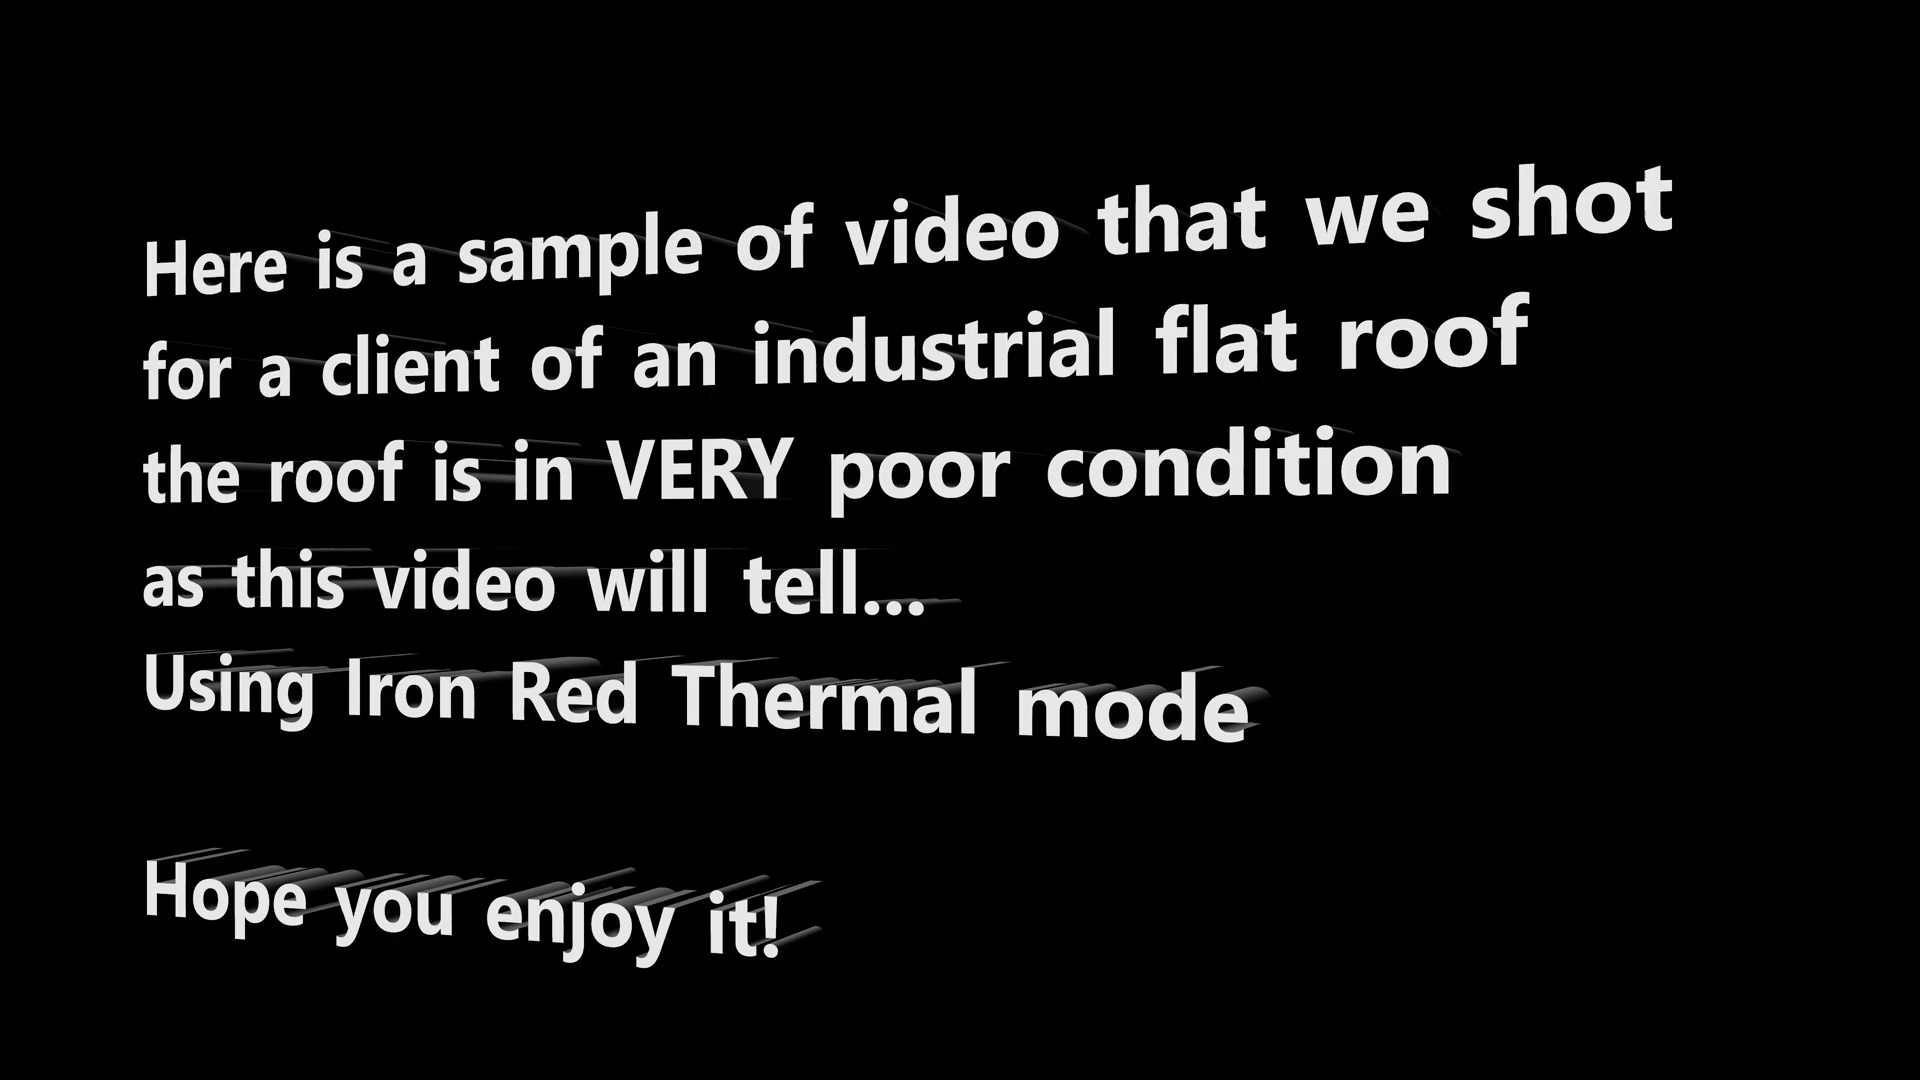 Here is a sample of video that we shot
for a client of an industrial flat roof
the roof is in VERY poor condition
as this video will tell...
Using Iron Red Thermal mode
Hope you enjoy it!